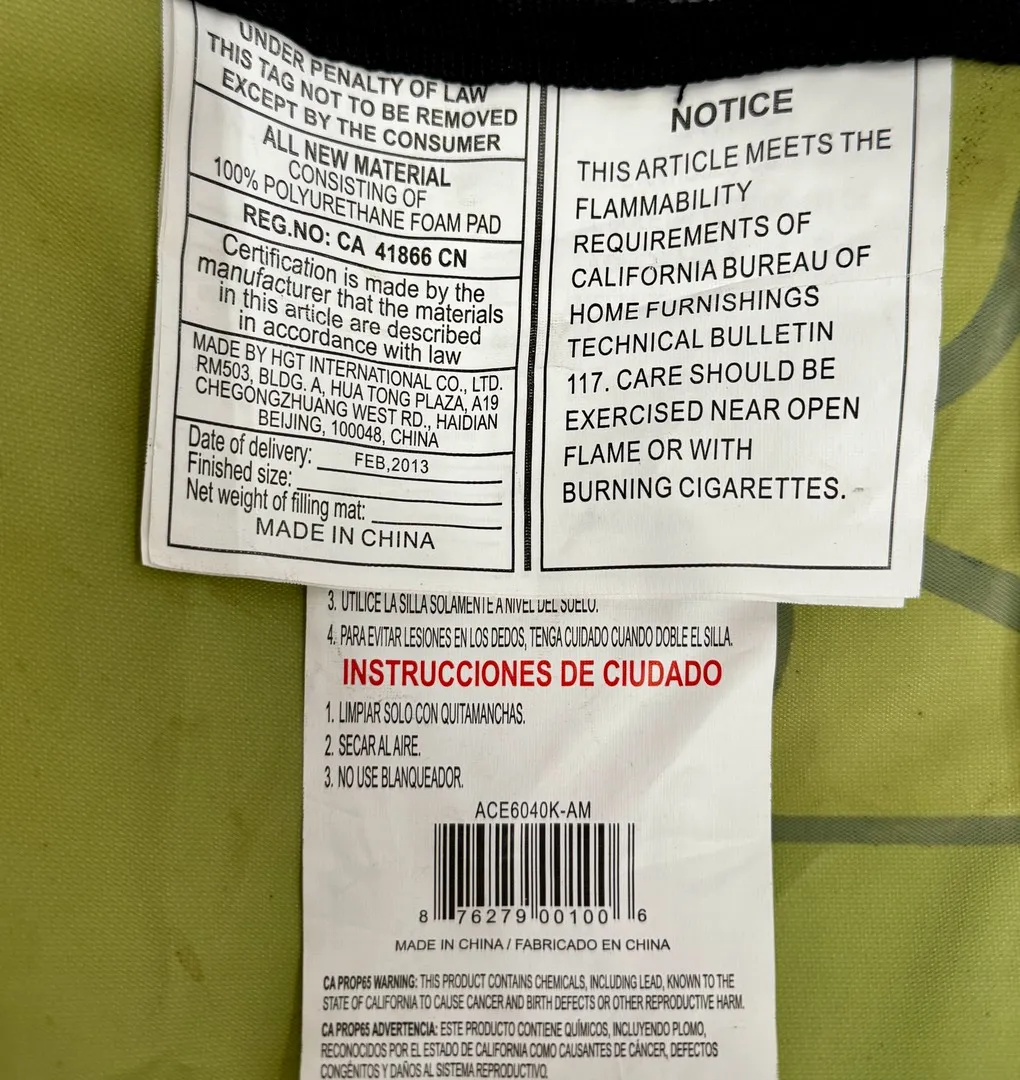 UNDER PENALTY OF LAW
THIS TAG NOT TO BE REMOVED
EXCEPT BY THE CONSUMER
ALL NEW MATERIAL
CONSISTING OF
100% POLYURETHANE FOAM PAD
REG.NO: CA 41866 CN
Certification is made by the
manufacturer that the materials
in this article are described
in accordance with law
MADE BY HGT INTERNATIONAL CO., LTD.
RM503, BLDG. A, HUA TONG PLAZA, A19
CHEGONGZHUANG WEST RD., HAIDIAN
BEIJING, 100048, CHINA
Date of delivery: FEB,2013
Finished size:
Net weight of filling mat:
MADE IN CHINA
NOTICE
THIS ARTICLE MEETS THE
FLAMMABILITY
REQUIREMENTS OF
CALIFORNIA BUREAU OF
HOME FURNISHINGS
TECHNICAL BULLETIN
117. CARE SHOULD BE
EXERCISED NEAR OPEN
FLAME OR WITH
BURNING CIGARETTES.
3. UTILICE LA SILLA SOLAMENTE A NIVEL DEL SUELO.
4. PARA EVITAR LESIONES EN LOS DEDOS, TENGA CUIDADO CUANDO DOBLE EL SILLA.
INSTRUCCIONES DE CIUDADO
1. LIMPIAR SOLO CON QUITAMANCHAS.
2. SECAR AL AIRE.
3. NO USE BLANQUEADOR.
ACE6040K-AM
8 76279 00100 6
MADE IN CHINA / FABRICADO EN CHINA
CA PROP65 WARNING: THIS PRODUCT CONTAINS CHEMICALS, INCLUDING LEAD, KNOWN TO THE
STATE OF CALIFORNIA TO CAUSE CANCER AND BIRTH DEFECTS OR OTHER REPRODUCTIVE HARM.
CA PROP65 ADVERTENCIA: ESTE PRODUCTO CONTIENE QUÍMICOS, INCLUYENDO PLOMO,
RECONOCIDOS POR EL ESTADO DE CALIFORNIA COMO CAUSANTES DE CÁNCER, DEFECTOS
CONGÉNITOS Y DAÑOS AL SISTEMA REPRODUCTIVO.